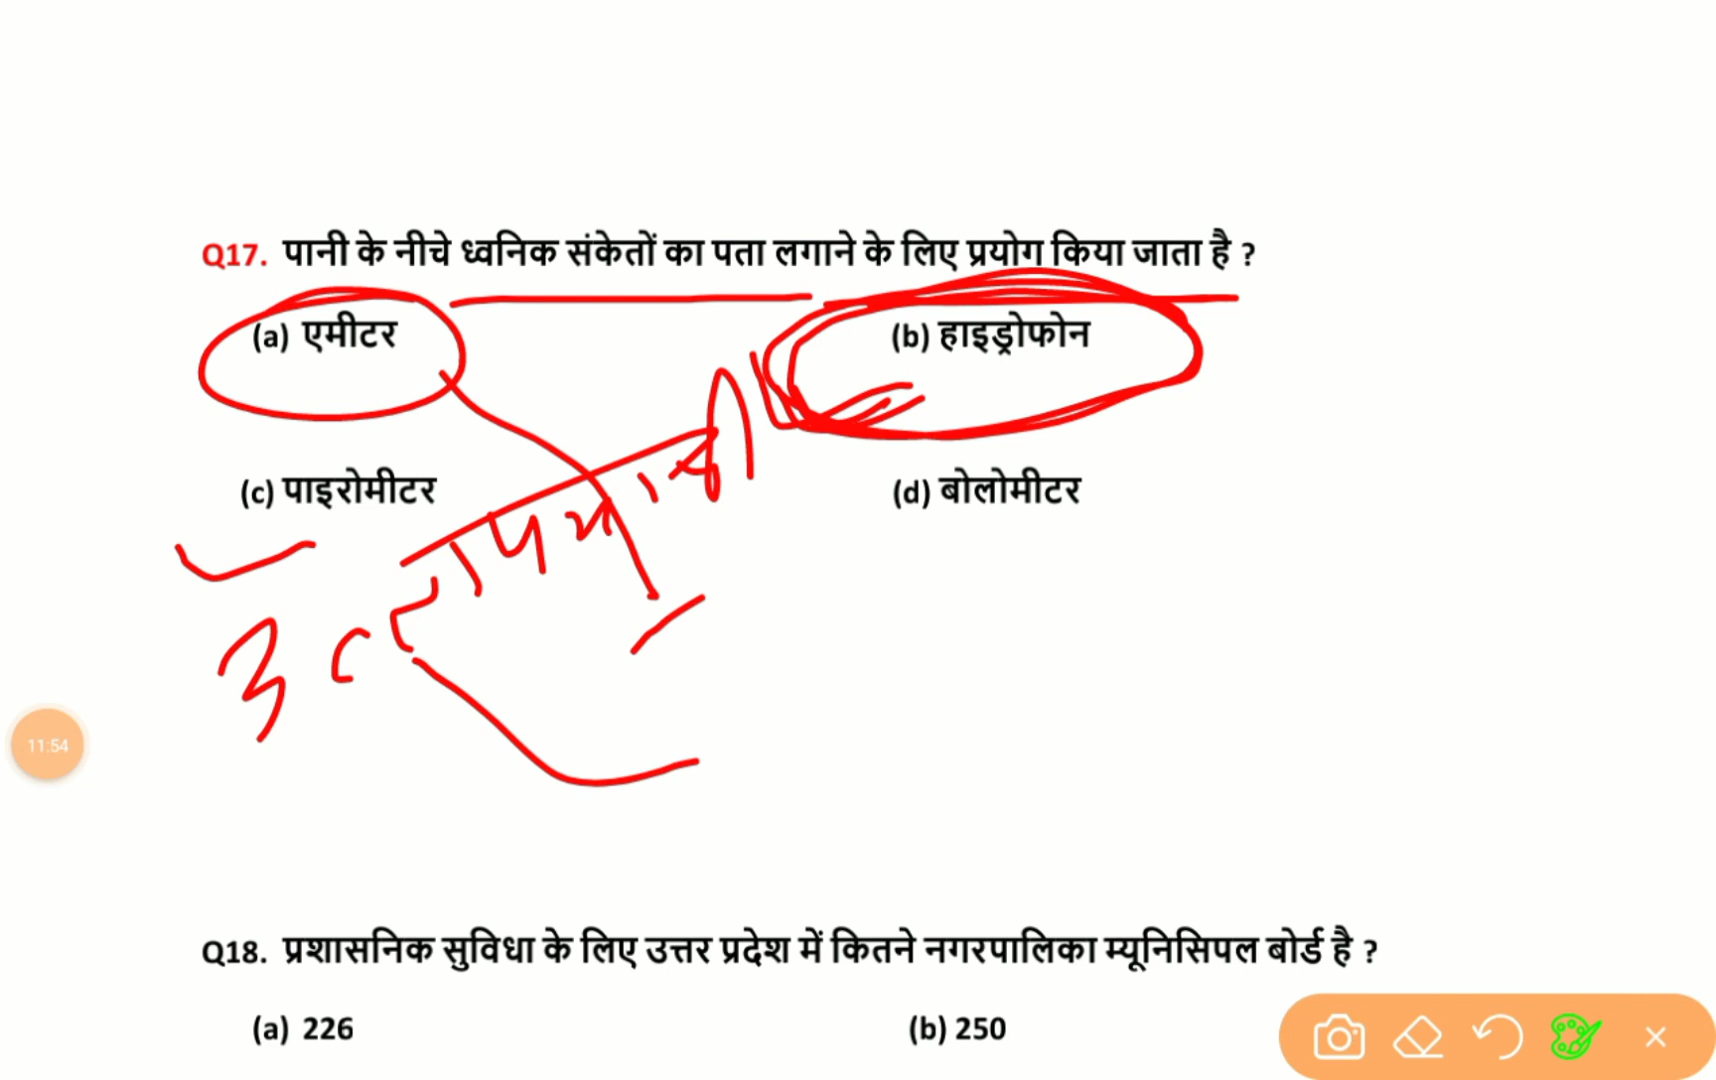 Q17. पानी के नीचे ध्वनिक संकेतों का पता लगाने के लिए प्रयोग किया जाता है ?
(a) एमीटर (b) हाइड्रोफोन
(c) पाइरोमीटर (d) बोलोमीटर
11:54
Q18. प्रशासनिक सुविधा के लिए उत्तर प्रदेश में कितने नगरपालिका म्यूनिसिपल बोर्ड है ?
(a) 226 (b) 250